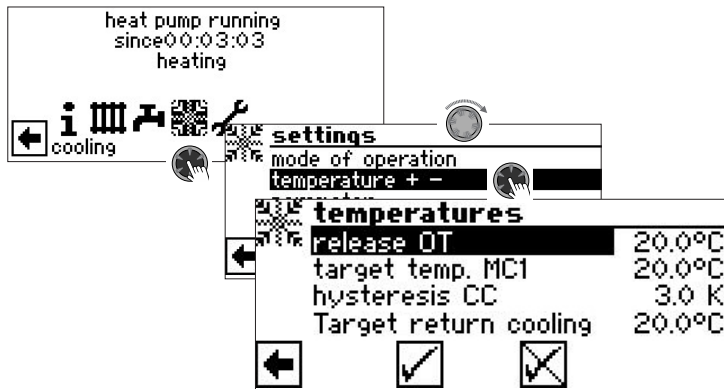 heat pump running
since00:03:03
heating
cooling
settings
mode of operation
temperature + -
temperatures
release OT 20.0°C
target temp. MC1 20.0°C
hysteresis CC 3.0 K
Target return cooling 20.0°C